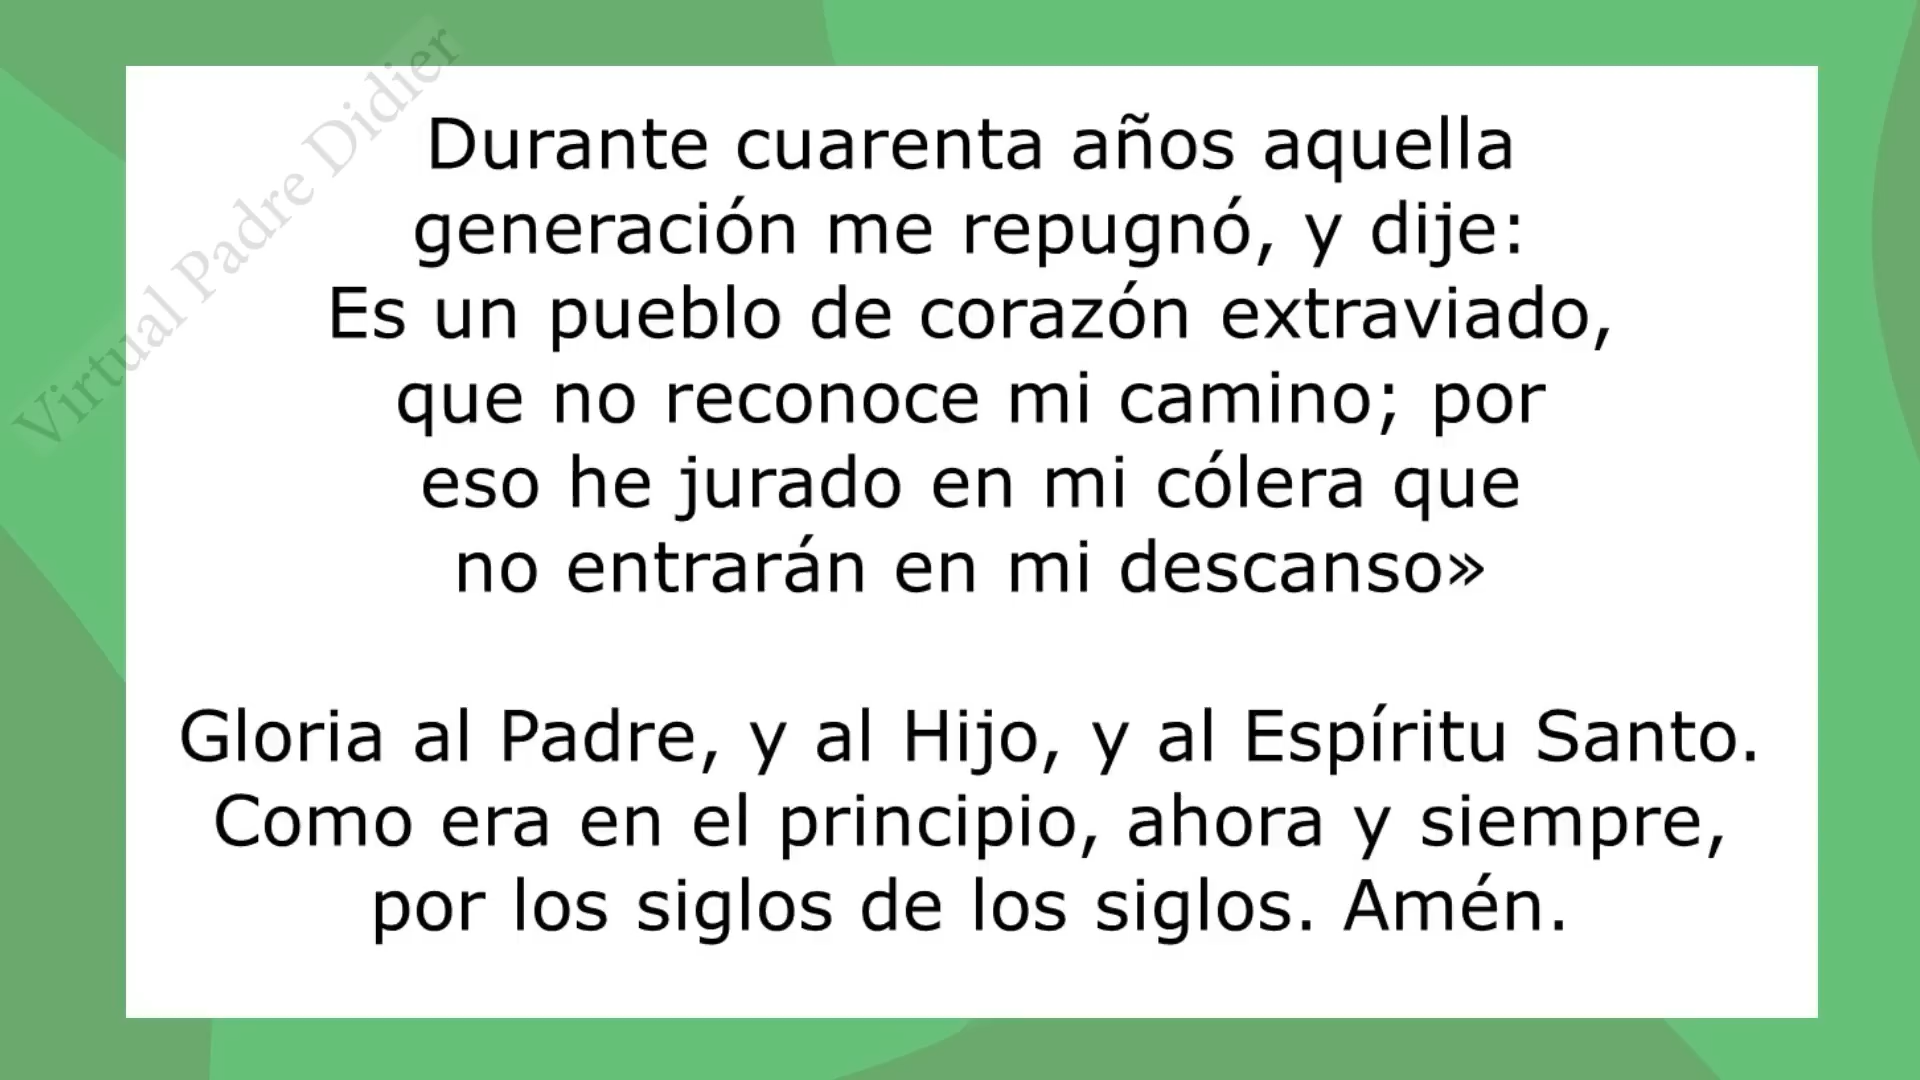 Virtual Padre Didier
Durante cuarenta años aquella
generación me repugnó, y dije:
Es un pueblo de corazón extraviado,
que no reconoce mi camino; por
eso he jurado en mi cólera que
no entrarán en mi descanso»
Gloria al Padre, y al Hijo, y al Espíritu Santo.
Como era en el principio, ahora y siempre,
por los siglos de los siglos. Amén.